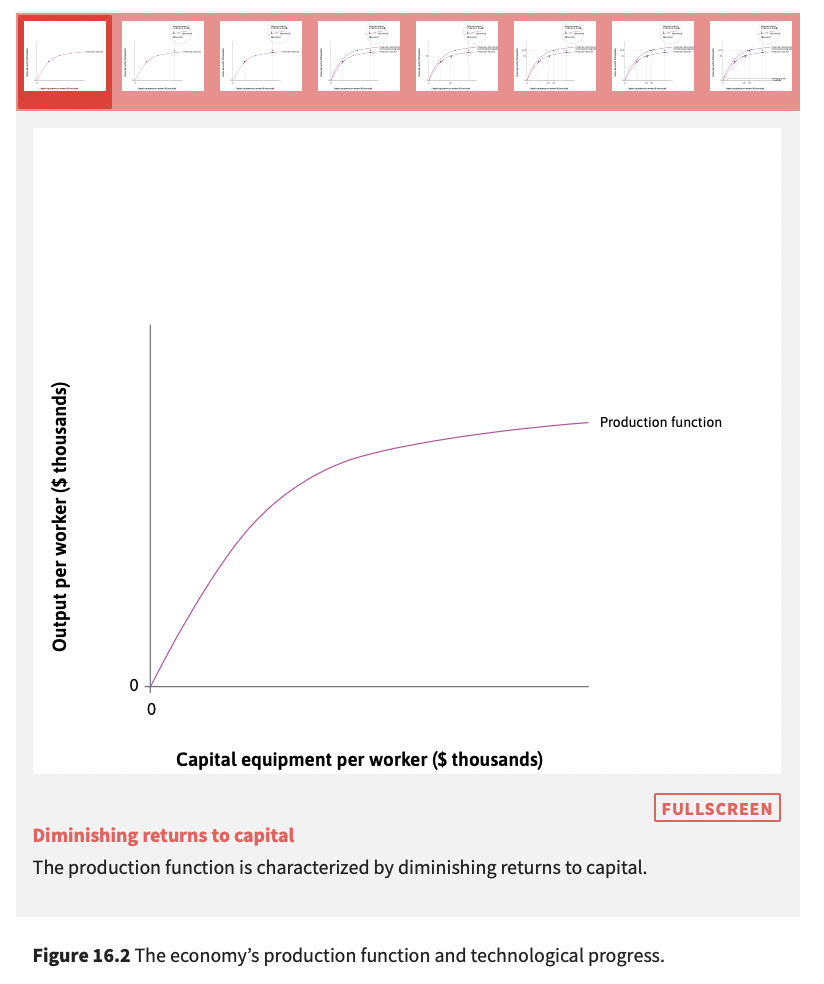 Production function
Output per worker ($ thousands)
0
0
Capital equipment per worker ($ thousands)
FULLSCREEN
Diminishing returns to capital
The production function is characterized by diminishing returns to capital.
Figure 16.2 The economy’s production function and technological progress.